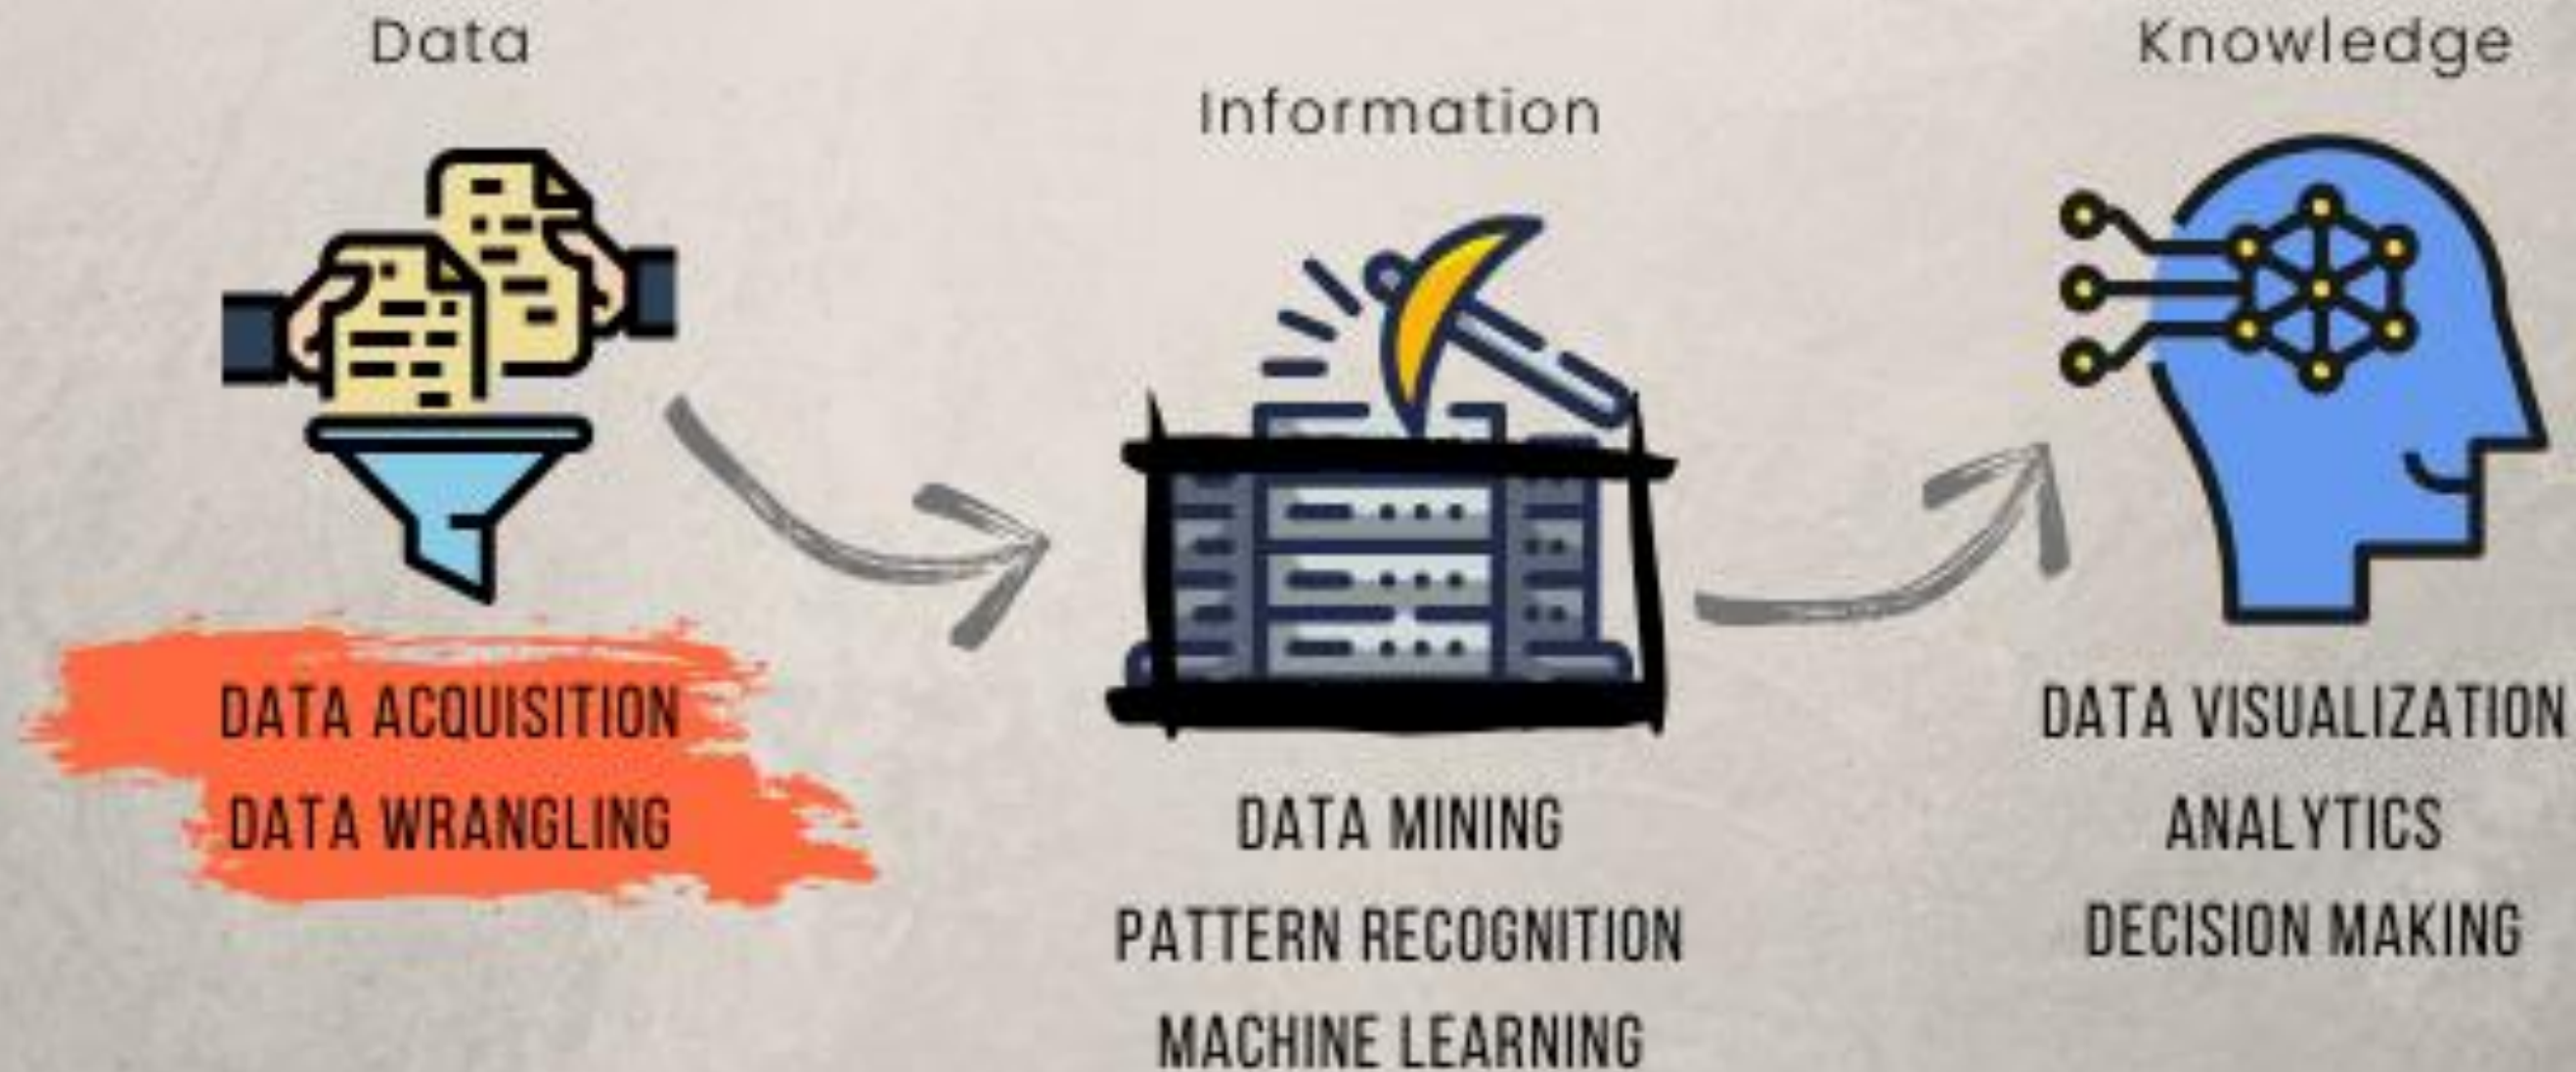 Data
DATA ACQUISITION
DATA WRANGLING
Information
DATA MINING
PATTERN RECOGNITION
MACHINE LEARNING
Knowledge
DATA VISUALIZATION
ANALYTICS
DECISION MAKING